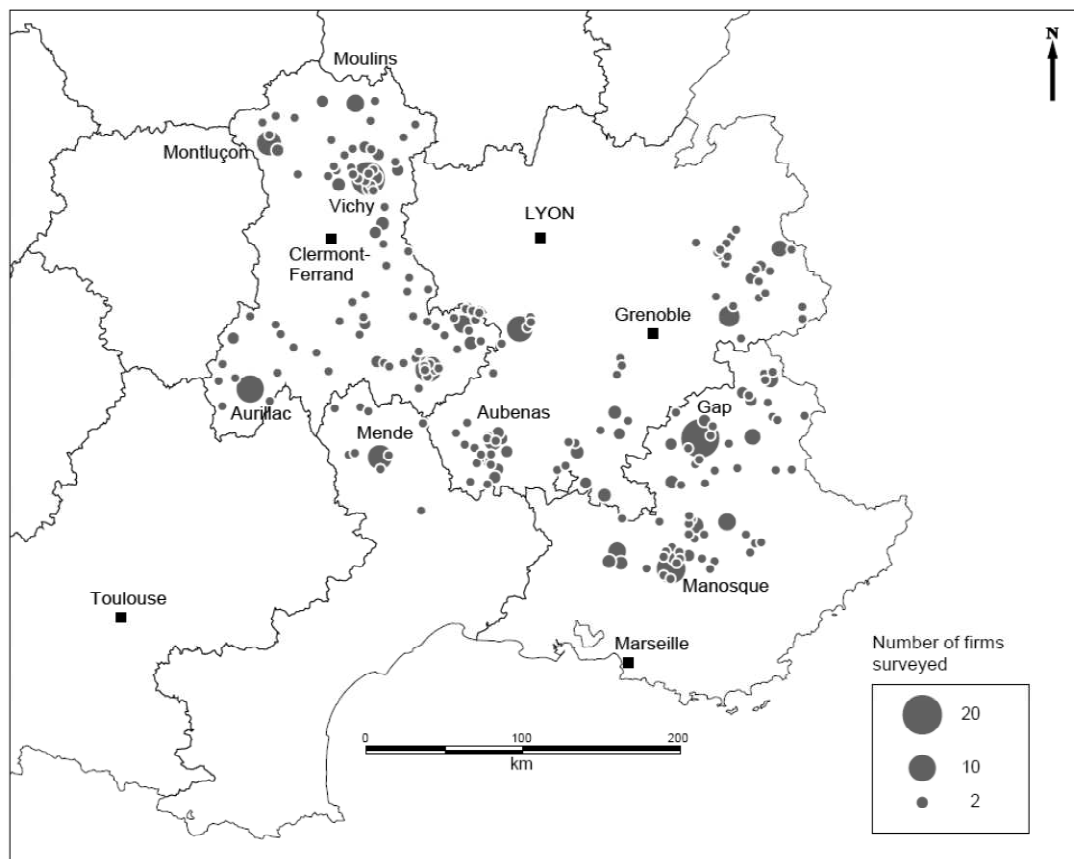 N
Moulins
Montluçon
Vichy
LYON
Clermont-
Ferrand
Grenoble
Aurillac
Aubenas
Gap
Mende
Manosque
Toulouse
Marseille
Number of firms
surveyed
20
10
2
0 100 200
km